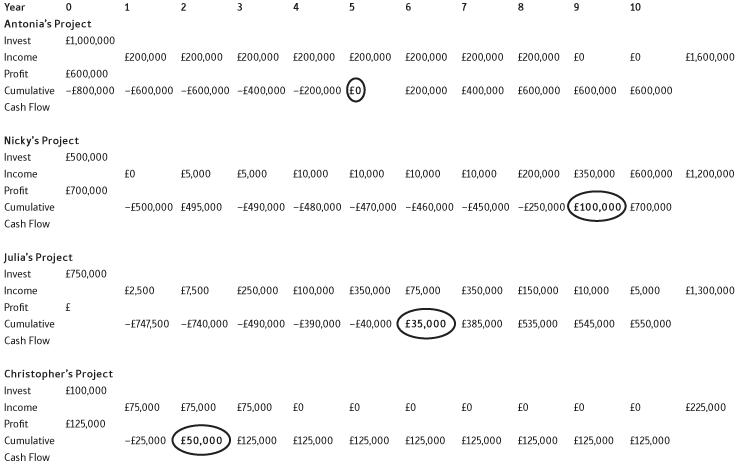 Year 0 1 2 3 4 5 6 7 8 9 10
Antonia's Project
Invest £1,000,000
Income £200,000 £200,000 £200,000 £200,000 £200,000 £200,000 £200,000 £200,000 £0 £0 £1,600,000
Profit £600,000
Cumulative −£800,000 −£600,000 −£600,000 −£400,000 −£200,000 £0 £200,000 £400,000 £600,000 £600,000 £600,000
Cash Flow
Nicky's Project
Invest £500,000
Income £0 £5,000 £5,000 £10,000 £10,000 £10,000 £10,000 £200,000 £350,000 £600,000 £1,200,000
Profit £700,000
Cumulative −£500,000 £495,000 −£490,000 −£480,000 −£470,000 −£460,000 −£450,000 −£250,000 £100,000 £700,000
Cash Flow
Julia's Project
Invest £750,000
Income £2,500 £7,500 £250,000 £100,000 £350,000 £75,000 £350,000 £150,000 £10,000 £5,000 £1,300,000
Profit £
Cumulative −£747,500 −£740,000 −£490,000 −£390,000 −£40,000 £35,000 £385,000 £535,000 £545,000 £550,000
Cash Flow
Christopher's Project
Invest £100,000
Income £75,000 £75,000 £75,000 £0 £0 £0 £0 £0 £0 £0 £225,000
Profit £125,000
Cumulative −£25,000 £50,000 £125,000 £125,000 £125,000 £125,000 £125,000 £125,000 £125,000 £125,000
Cash Flow